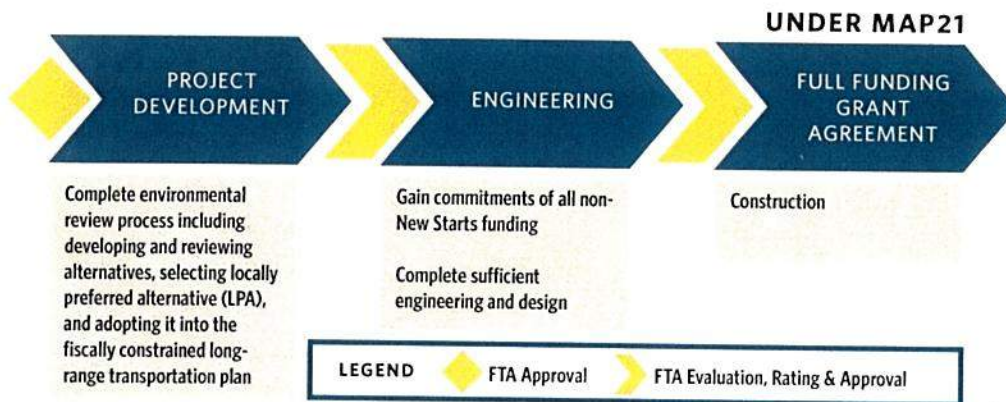 UNDER MAP21
PROJECT
DEVELOPMENT
ENGINEERING
FULL FUNDING
GRANT
AGREEMENT
Complete environmental
review process including
developing and reviewing
alternatives, selecting locally
preferred alternative (LPA),
and adopting it into the
fiscally constrained long-
range transportation plan
Gain commitments of all non-
New Starts funding
Complete sufficient
engineering and design
Construction
LEGEND
FTA Approval
FTA Evaluation, Rating & Approval